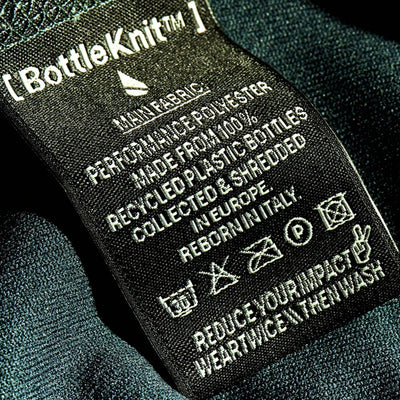 [BottleKnit™]
MAIN FABRIC:
PERFORMANCE POLYESTER
MADE FROM 100%
RECYCLED PLASTIC BOTTLES
COLLECTED & SHREDDED
IN EUROPE.
REBORN IN ITALY.
30 P
REDUCE YOUR IMPACT
WEAR TWICE \\ THEN WASH